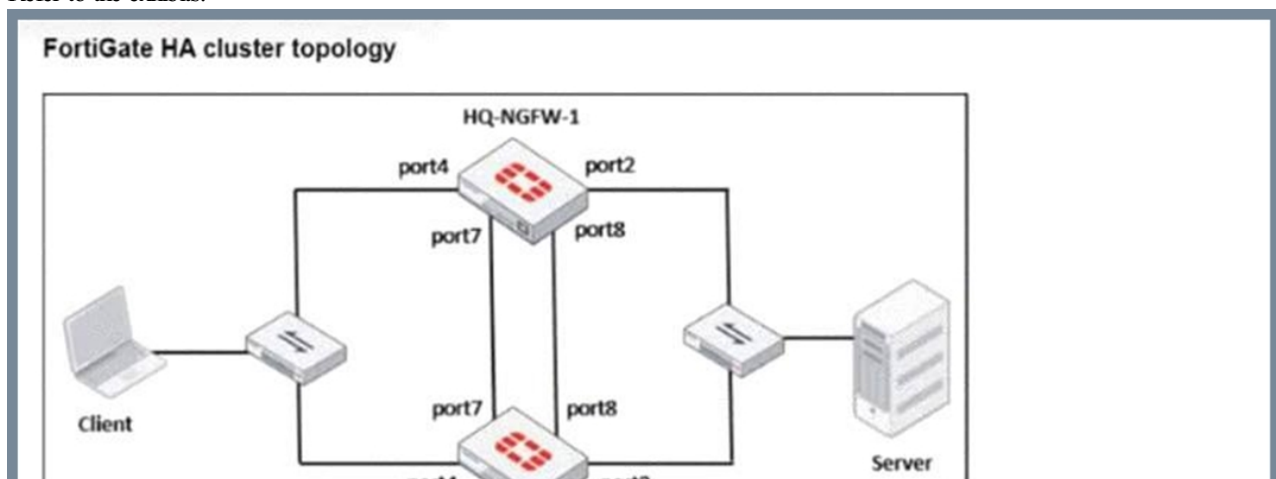 FortiGate HA cluster topology
HQ-NGFW-1
port4
port2
port7
port8
port7
port8
Client
Server